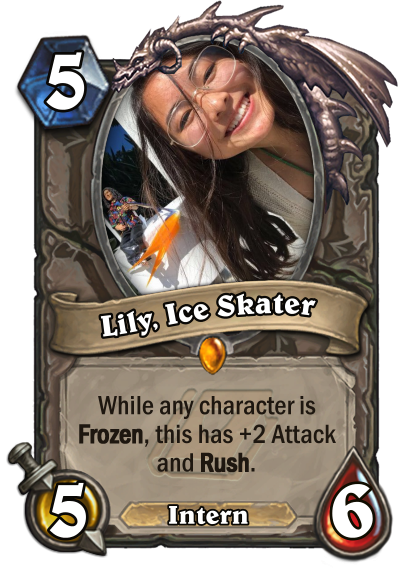 5
Lily, Ice Skater
While any character is
Frozen, this has +2 Attack
and Rush.
5
Intern
6